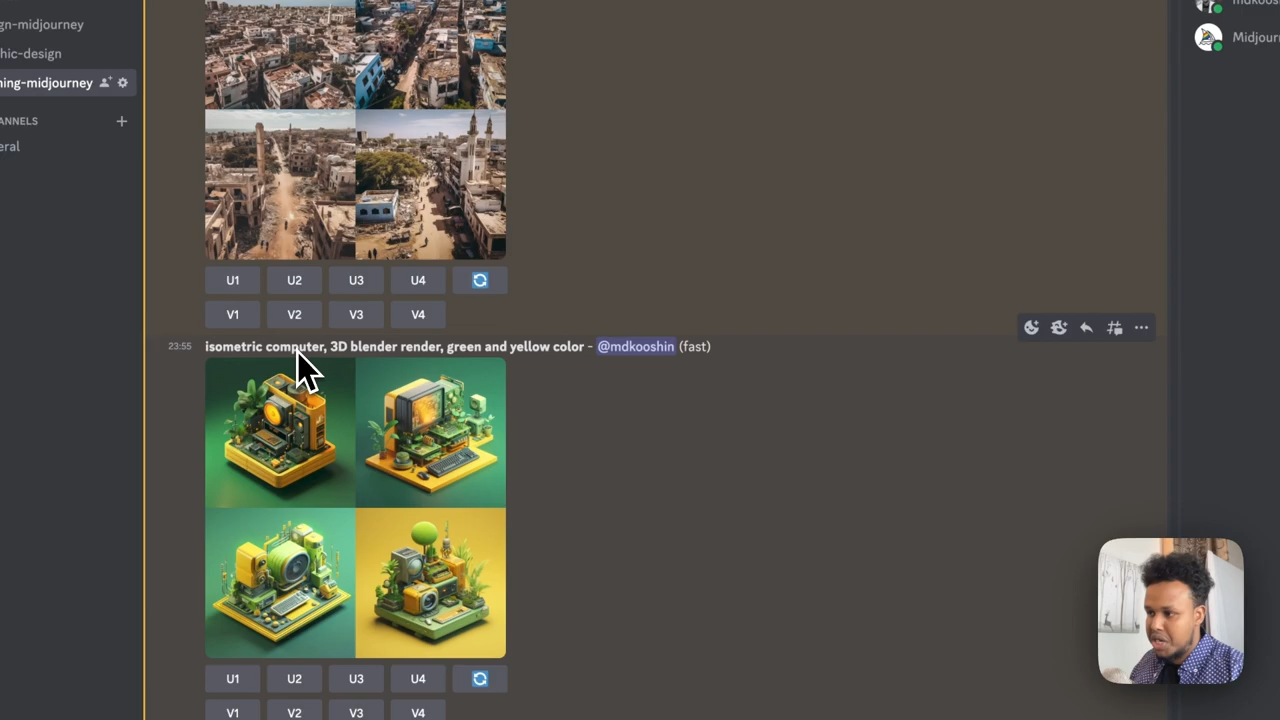 gn-midjourney
hic-design
ning-midjourney
ANNELS
eral
mdkoosh
Midjour
U1 U2 U3 U4
V1 V2 V3 V4
23:55 isometric computer, 3D blender render, green and yellow color - @mdkooshin (fast)
U1 U2 U3 U4
V1 V2 V3 V4